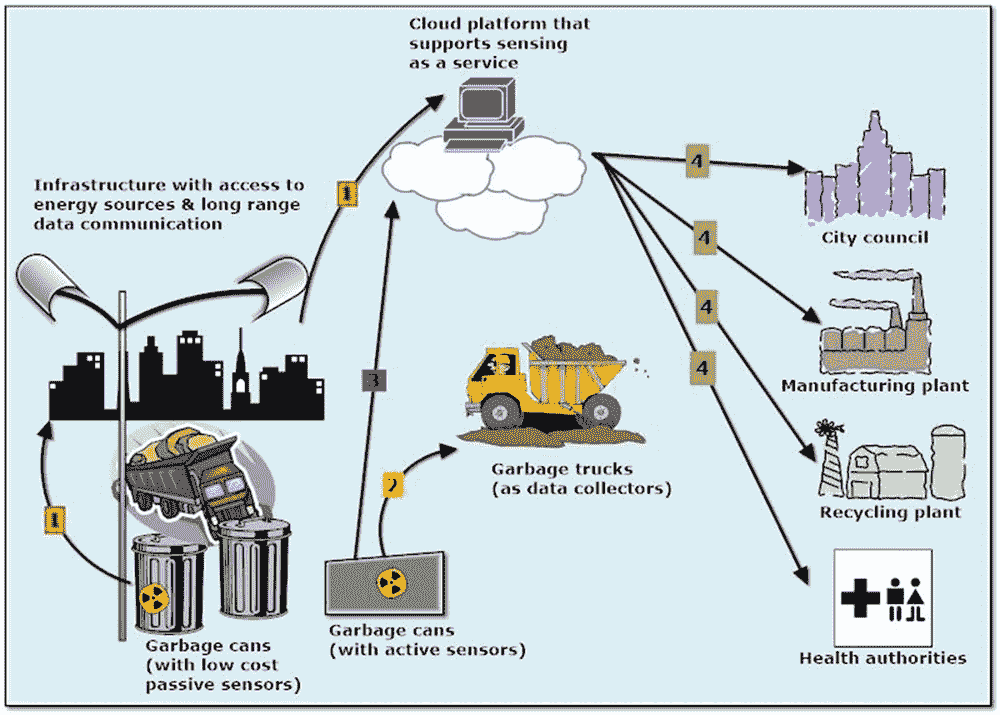 Cloud platform that
supports sensing
as a service
Infrastructure with access to
energy sources & long range
data communication
1
1
3
2
4
4
4
4
City council
Manufacturing plant
Recycling plant
Health authorities
Garbage trucks
(as data collectors)
Garbage cans
(with low cost
passive sensors)
Garbage cans
(with active sensors)